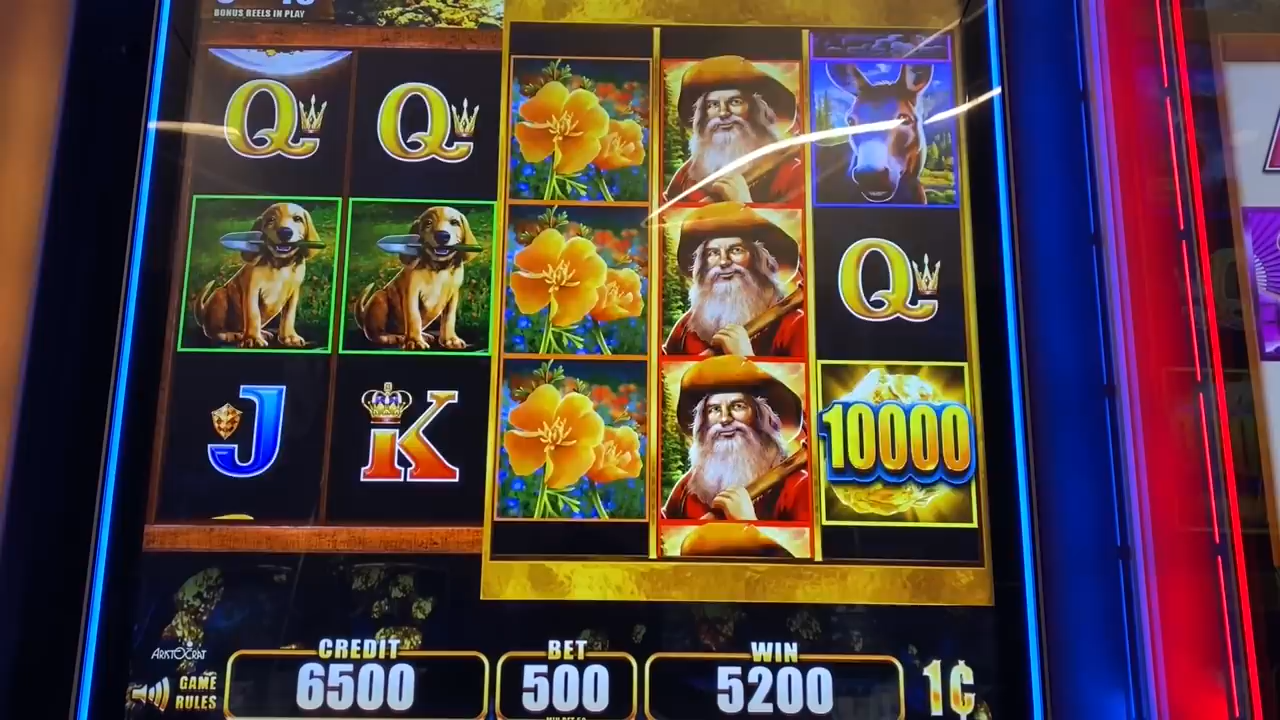 BONUS REELS IN PLAY
Q Q
Q
J K
10000
CREDIT BET WIN
6500 500 5200 1¢
ARISTOCRAT
GAME
RULES